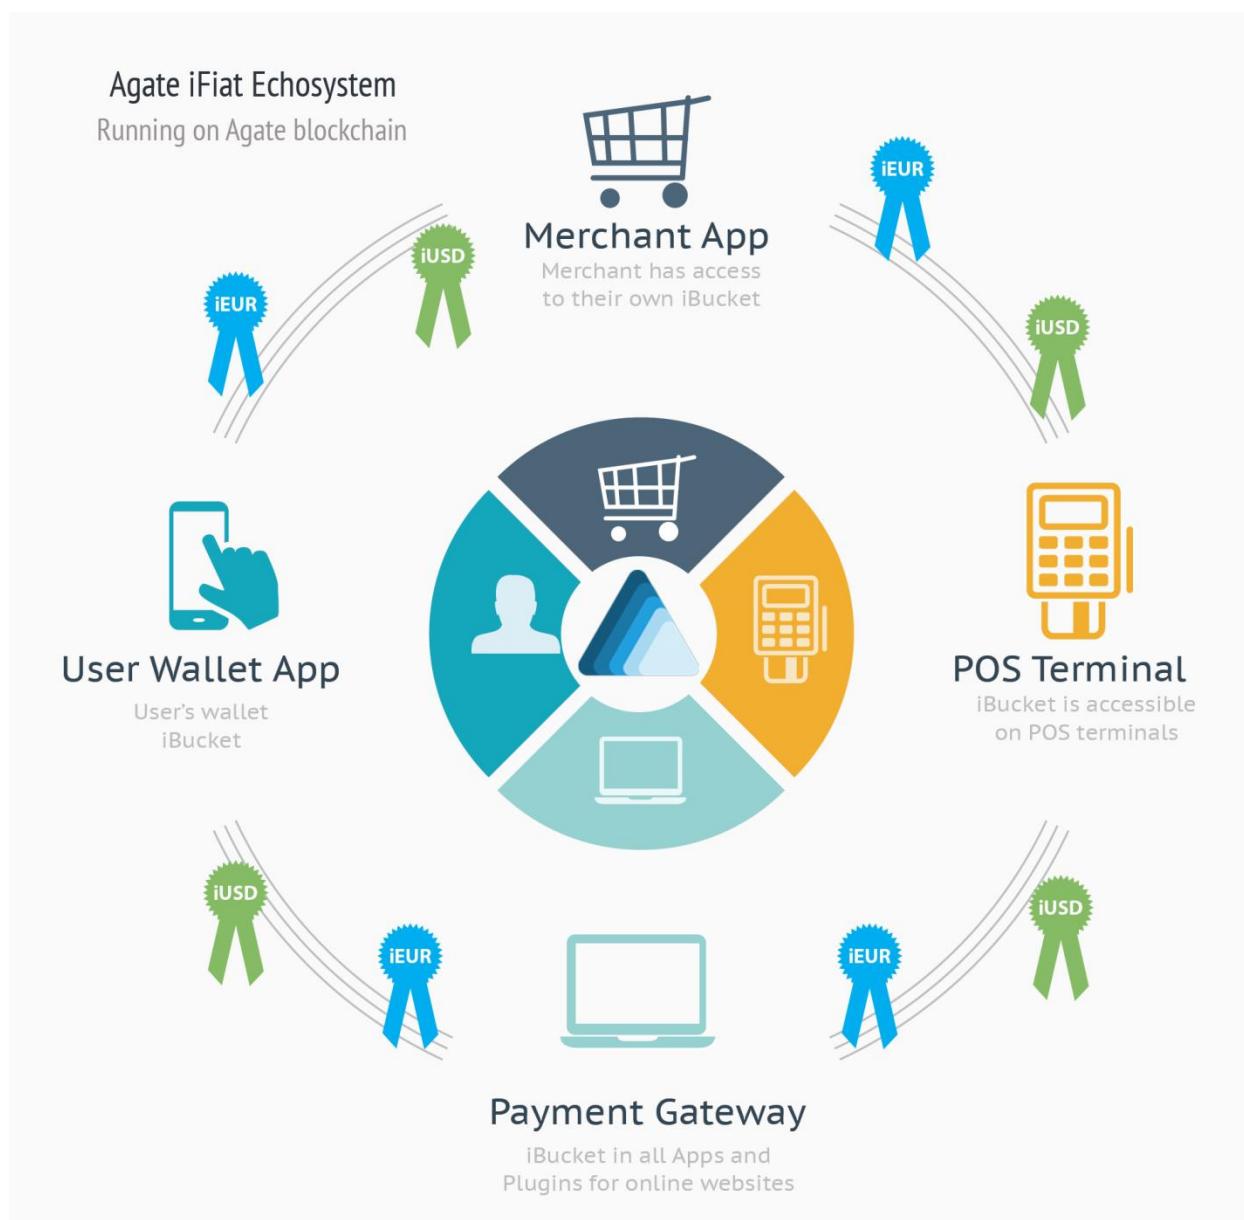 Agate iFiat Echosystem
Running on Agate blockchain
iEUR
iUSD
Merchant App
Merchant has access
to their own iBucket
iEUR
iUSD
User Wallet App
User's wallet
iBucket
POS Terminal
iBucket is accessible
on POS terminals
iUSD
iEUR
iEUR
iUSD
Payment Gateway
iBucket in all Apps and
Plugins for online websites